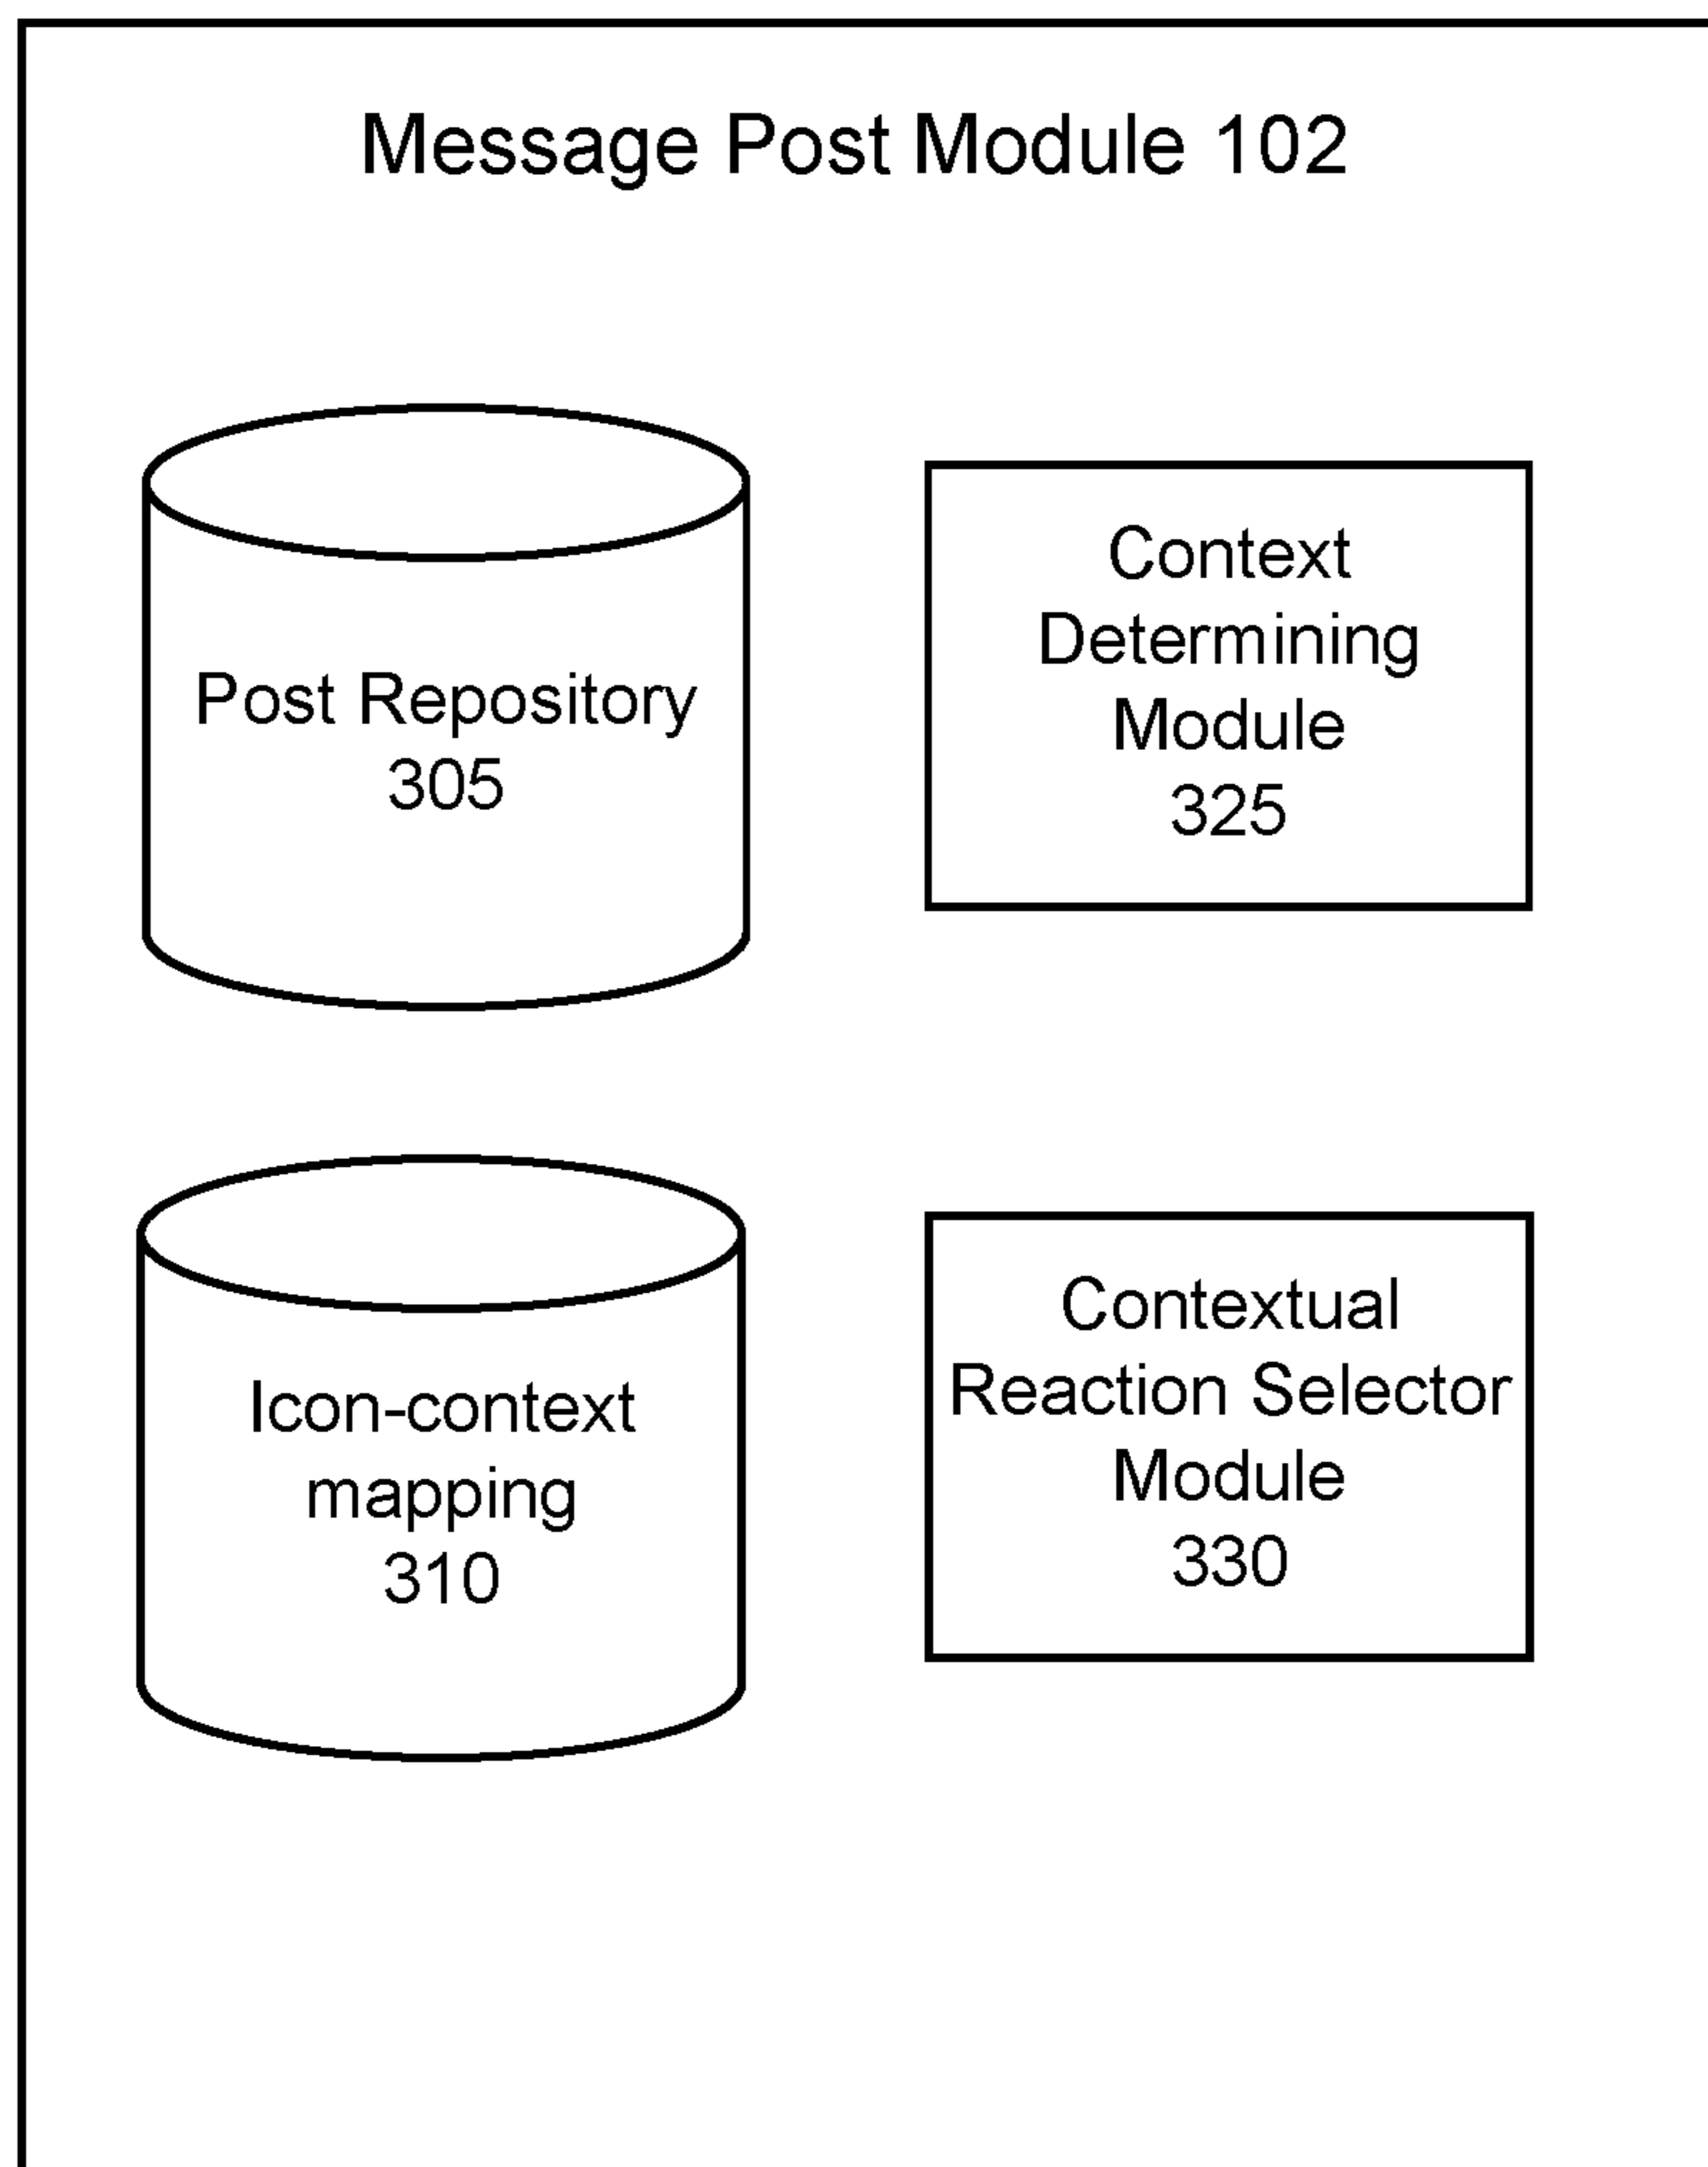 Message Post Module 102
Post Repository
305
Context
Determining
Module
325
Icon-context
mapping
310
Contextual
Reaction Selector
Module
330